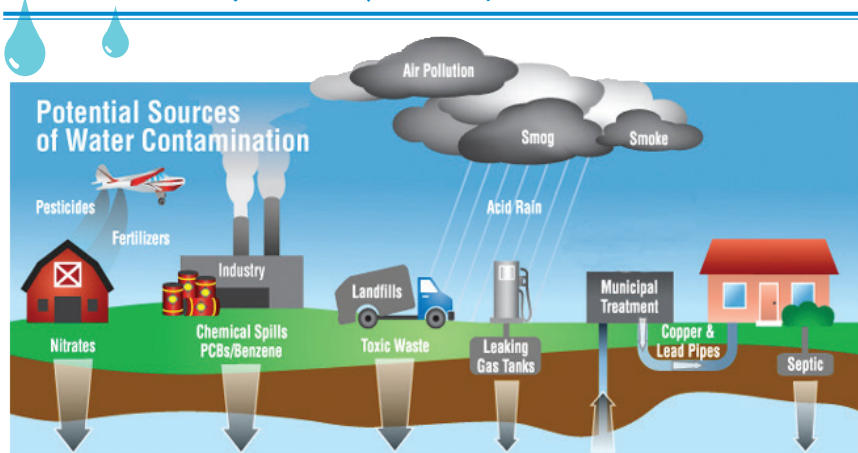 Potential Sources
of Water Contamination
Air Pollution
Smog
Smoke
Pesticides
Acid Rain
Fertilizers
Industry
Landfills
Municipal
Treatment
Nitrates
Chemical Spills
PCBs/Benzene
Toxic Waste
Leaking
Gas Tanks
Copper &
Lead Pipes
Septic